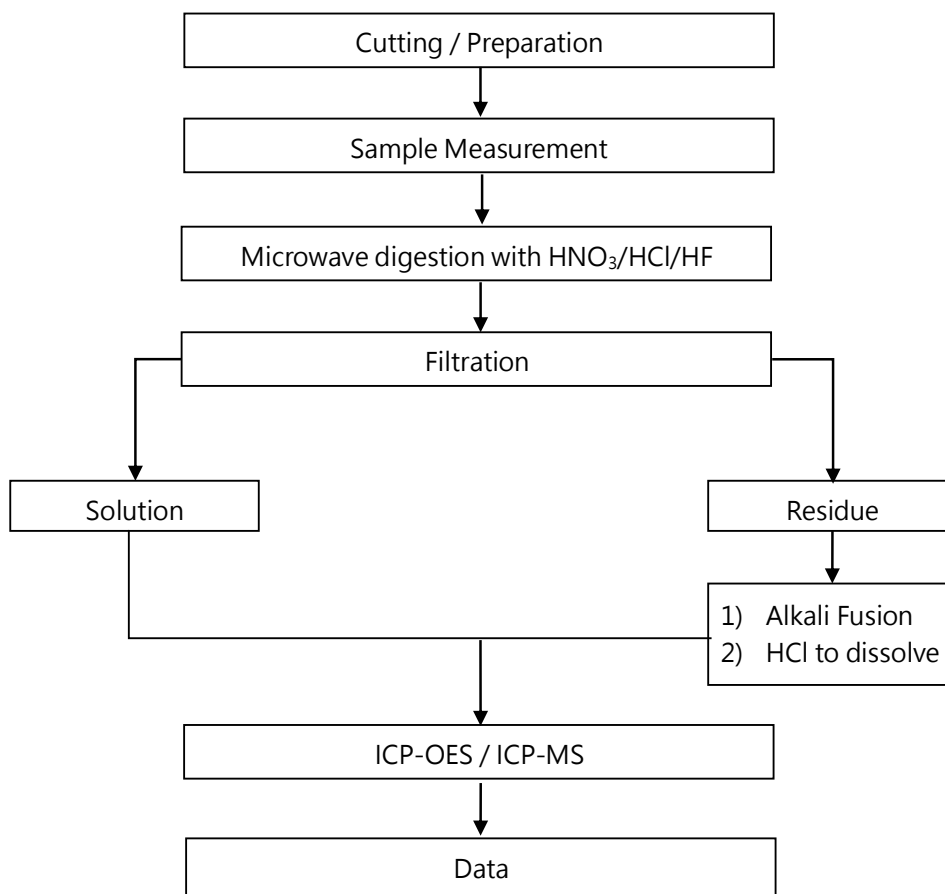 Cutting / Preparation
Sample Measurement
Microwave digestion with HNO₃/HCl/HF
Filtration
Solution
Residue
1) Alkali Fusion
2) HCl to dissolve
ICP-OES / ICP-MS
Data